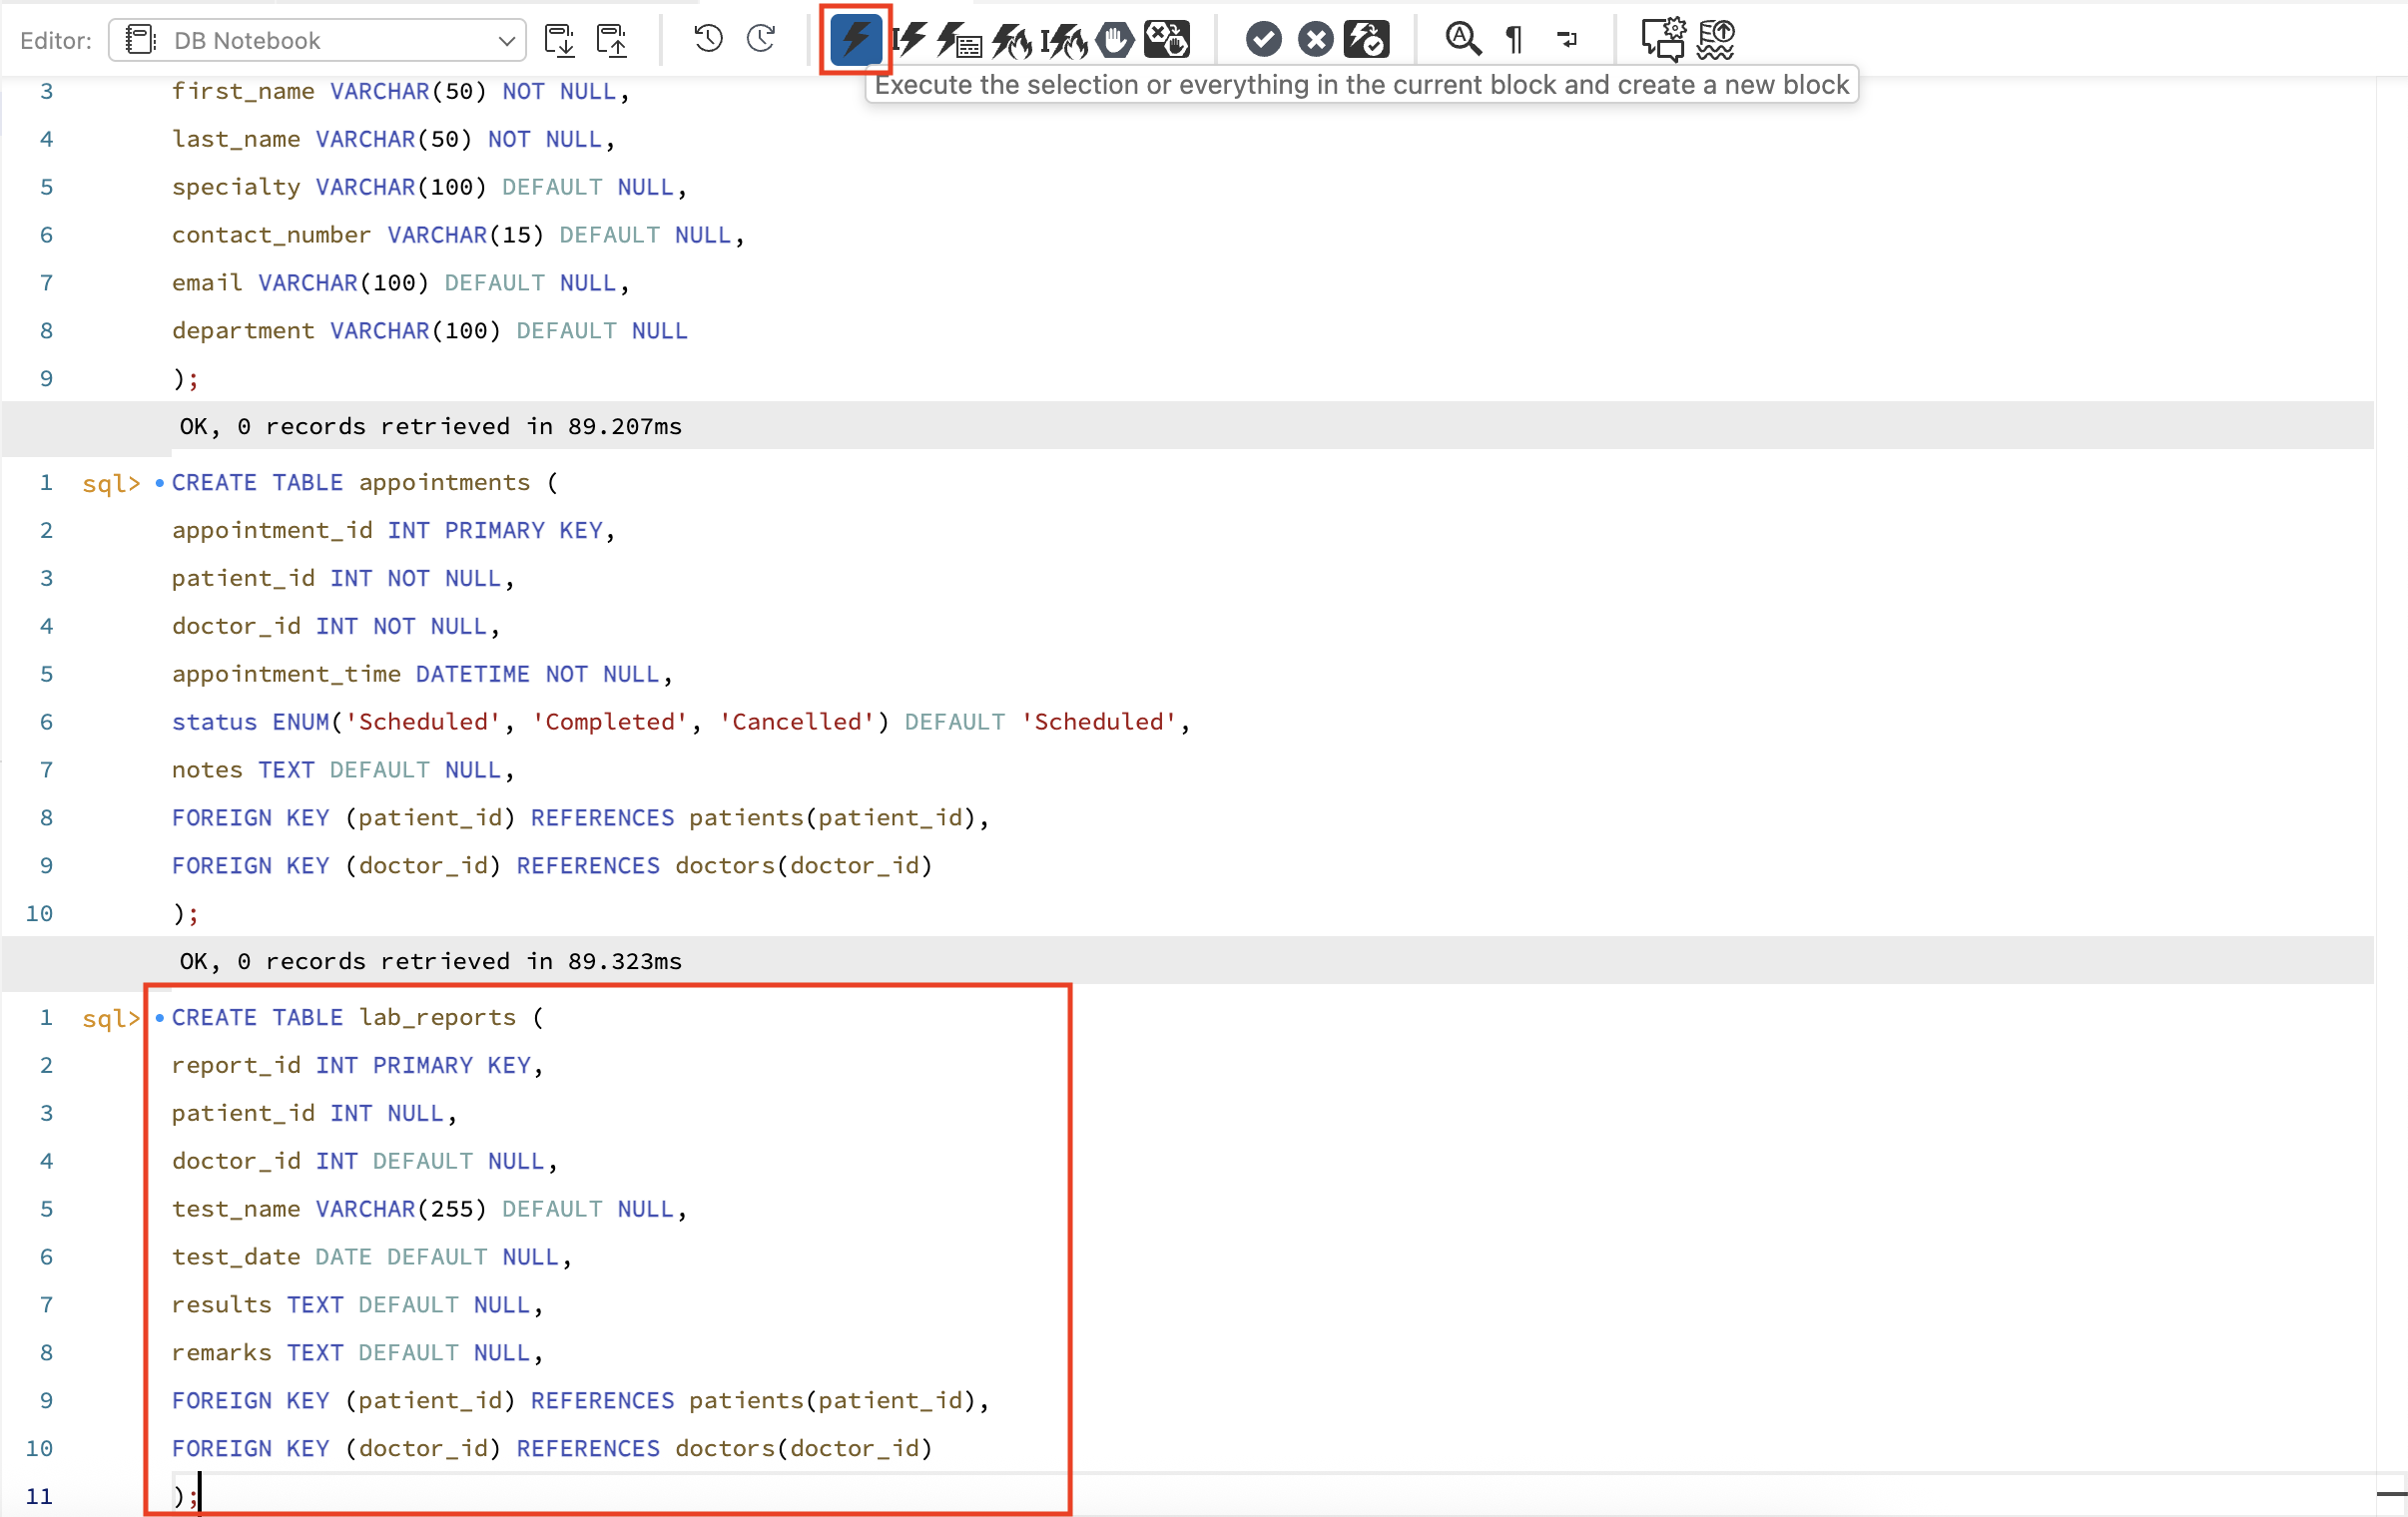 Editor: DB Notebook
Execute the selection or everything in the current block and create a new block
3 first_name VARCHAR(50) NOT NULL,
4 last_name VARCHAR(50) NOT NULL,
5 specialty VARCHAR(100) DEFAULT NULL,
6 contact_number VARCHAR(15) DEFAULT NULL,
7 email VARCHAR(100) DEFAULT NULL,
8 department VARCHAR(100) DEFAULT NULL
9 );
OK, 0 records retrieved in 89.207ms
1 sql> CREATE TABLE appointments (
2 appointment_id INT PRIMARY KEY,
3 patient_id INT NOT NULL,
4 doctor_id INT NOT NULL,
5 appointment_time DATETIME NOT NULL,
6 status ENUM('Scheduled', 'Completed', 'Cancelled') DEFAULT 'Scheduled',
7 notes TEXT DEFAULT NULL,
8 FOREIGN KEY (patient_id) REFERENCES patients(patient_id),
9 FOREIGN KEY (doctor_id) REFERENCES doctors(doctor_id)
10 );
OK, 0 records retrieved in 89.323ms
1 sql> CREATE TABLE lab_reports (
2 report_id INT PRIMARY KEY,
3 patient_id INT NULL,
4 doctor_id INT DEFAULT NULL,
5 test_name VARCHAR(255) DEFAULT NULL,
6 test_date DATE DEFAULT NULL,
7 results TEXT DEFAULT NULL,
8 remarks TEXT DEFAULT NULL,
9 FOREIGN KEY (patient_id) REFERENCES patients(patient_id),
10 FOREIGN KEY (doctor_id) REFERENCES doctors(doctor_id)
11 );